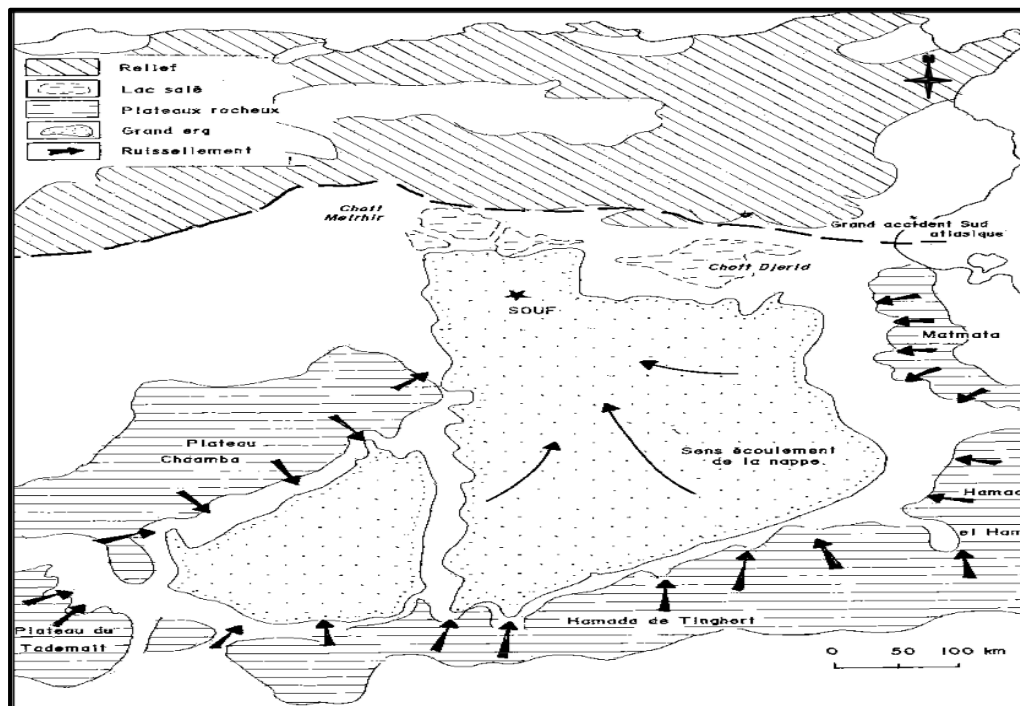 N
Relief
Lac salé
Plateaux rocheux
Grand erg
Ruissellement
Chott
Melrhir
Grand accident Sud
atlasique
Chott Djerid
SOUF
Matmata
Plateau
Chaamba
Sens écoulement
de la nappe.
Hamad
el Ham
Plateau du
Tademait
Hamada de Tinghert
0 50 100 km